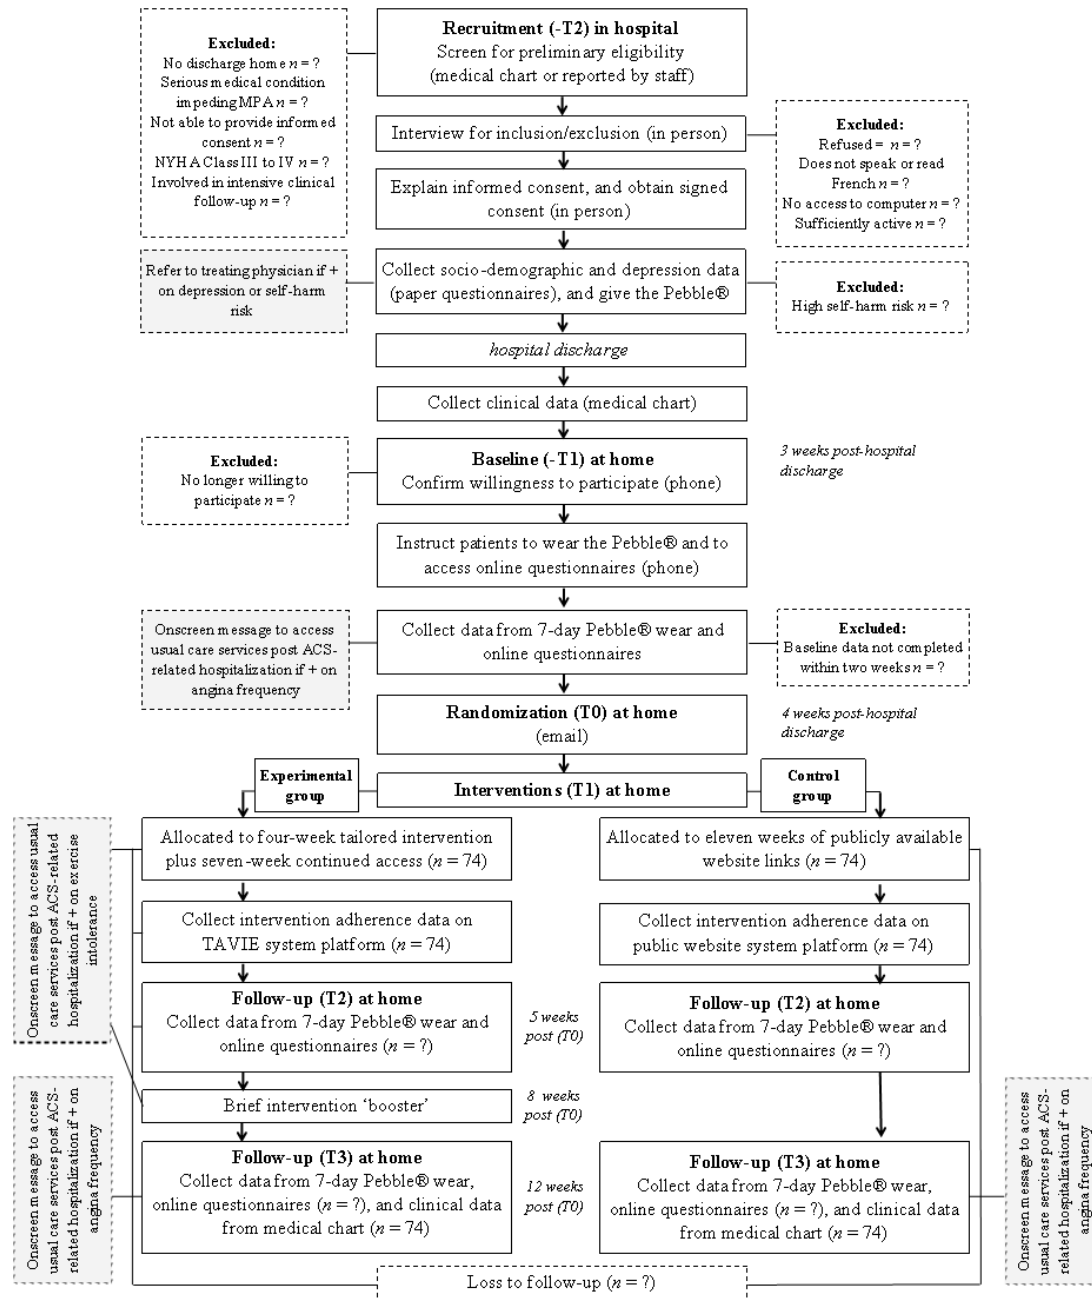 Recruitment (-T2) in hospital
Screen for preliminary eligibility
(medical chart or reported by staff)
Excluded:
No discharge home n = ?
Serious medical condition
impeding MPA n = ?
Not able to provide informed
consent n = ?
NYHA Class III to IV n = ?
Involved in intensive clinical
follow-up n = ?
Interview for inclusion/exclusion (in person)
Excluded:
Refused = n = ?
Does not speak or read
French n = ?
No access to computer n = ?
Sufficiently active n = ?
Explain informed consent, and obtain signed
consent (in person)
Refer to treating physician if +
on depression or self-harm
risk
Collect socio-demographic and depression data
(paper questionnaires), and give the Pebble®
Excluded:
High self-harm risk n = ?
hospital discharge
Collect clinical data (medical chart)
Excluded:
No longer willing to
participate n = ?
Baseline (-T1) at home
Confirm willingness to participate (phone)
3 weeks post-hospital
discharge
Instruct patients to wear the Pebble® and to
access online questionnaires (phone)
Onscreen message to access
usual care services post ACS-
related hospitalization if + on
angina frequency
Collect data from 7-day Pebble® wear and
online questionnaires
Excluded:
Baseline data not completed
within two weeks n = ?
Randomization (T0) at home
(email)
4 weeks post-hospital
discharge
Experimental
group
Interventions (T1) at home
Control
group
Onscreen message to access usual
care services post ACS-related
hospitalization if + on exercise
intolerance
Allocated to four-week tailored intervention
plus seven-week continued access (n = 74)
Allocated to eleven weeks of publicly available
website links (n = 74)
Collect intervention adherence data on
TAVIE system platform (n = 74)
Collect intervention adherence data on
public website system platform (n = 74)
Follow-up (T2) at home
Collect data from 7-day Pebble® wear and
online questionnaires (n = ?)
5 weeks
post (T0)
Follow-up (T2) at home
Collect data from 7-day Pebble® wear and
online questionnaires (n = ?)
Onscreen message to access
usual care services post ACS-
related hospitalization if + on
angina frequency
Brief intervention ‘booster’
8 weeks
post (T0)
Follow-up (T3) at home
Collect data from 7-day Pebble® wear,
online questionnaires (n = ?), and clinical data
from medical chart (n = 74)
12 weeks
post (T0)
Follow-up (T3) at home
Collect data from 7-day Pebble® wear,
online questionnaires (n = ?), and clinical data
from medical chart (n = 74)
Onscreen message to access
usual care services post ACS-
related hospitalization if + on
angina frequency
Loss to follow-up (n = ?)